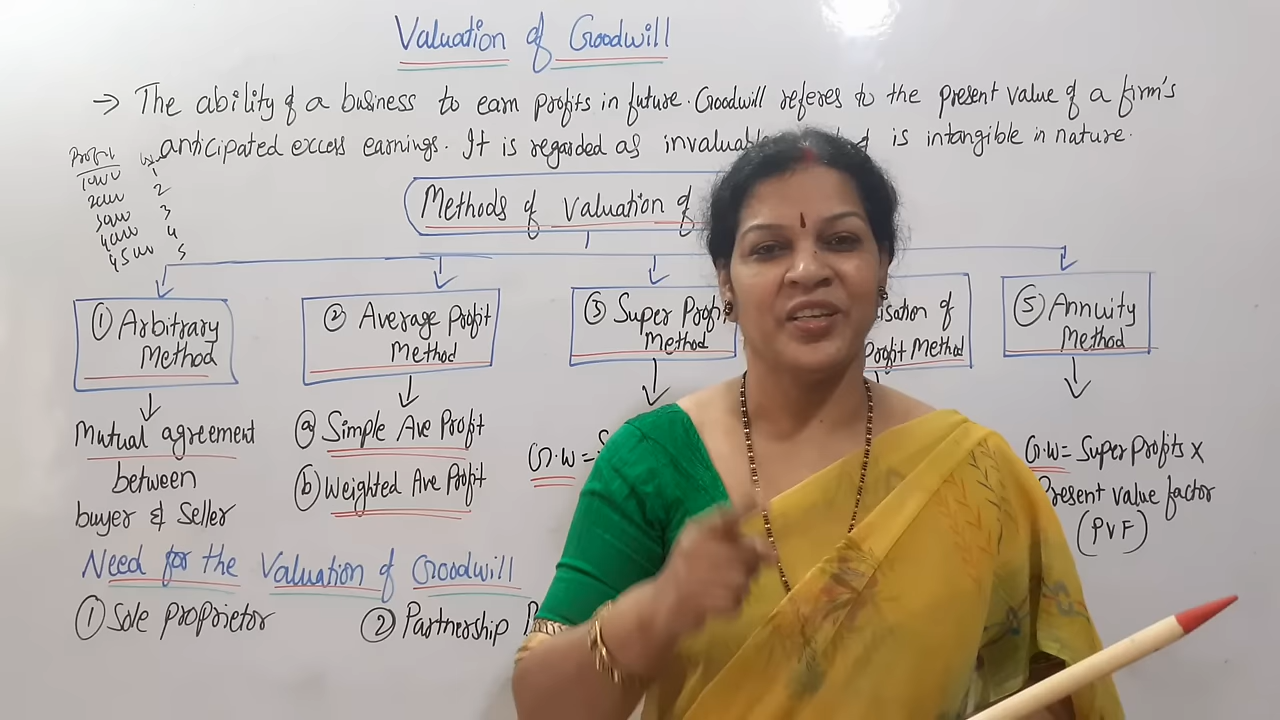 Valuation of Goodwill
→ The ability of a business to earn profits in future. Goodwill referes to the present value of a firm's
anticipated excess earnings. It is regarded as is intangible in nature.
Profit
1000 1
2000 2
3000 3
4000 4
4500 5
Methods of valuation of
① Arbitrary
Method
Mutual agreement
between
buyer & Seller
② Average Profit
Method
ⓐ Simple Ave Profit
ⓑ Weighted Ave Profit
③ Super Profit
Method
G.W =
isation of
Profit Method
⑤ Annuity
Method
G.W = Super Profits x
Present value factor
(PVF)
Need for the Valuation of Goodwill
① Sole proprietor
② Partnership